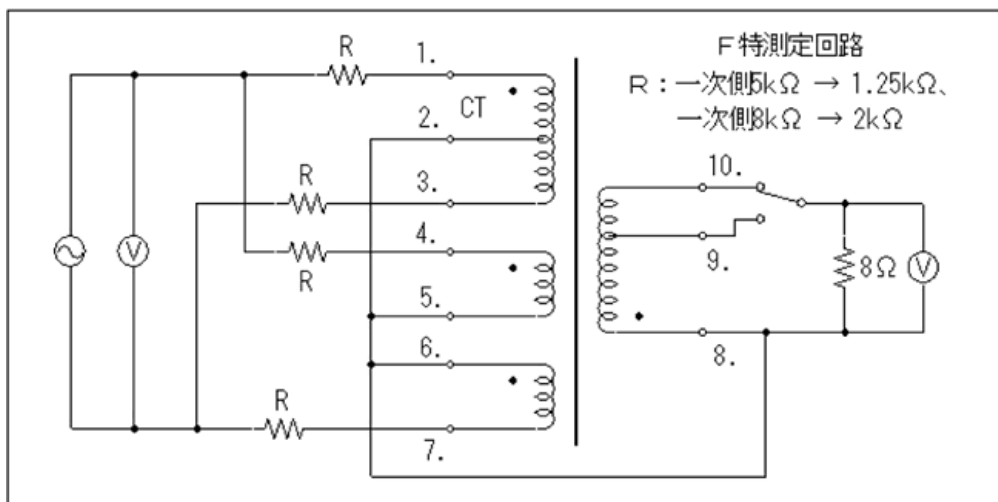 F特測定回路
R:一次側5kΩ → 1.25kΩ、
一次側8kΩ → 2kΩ
R
1.
CT
2.
R
3.
4.
R
5.
6.
R
7.
V
10.
9.
8Ω
V
8.